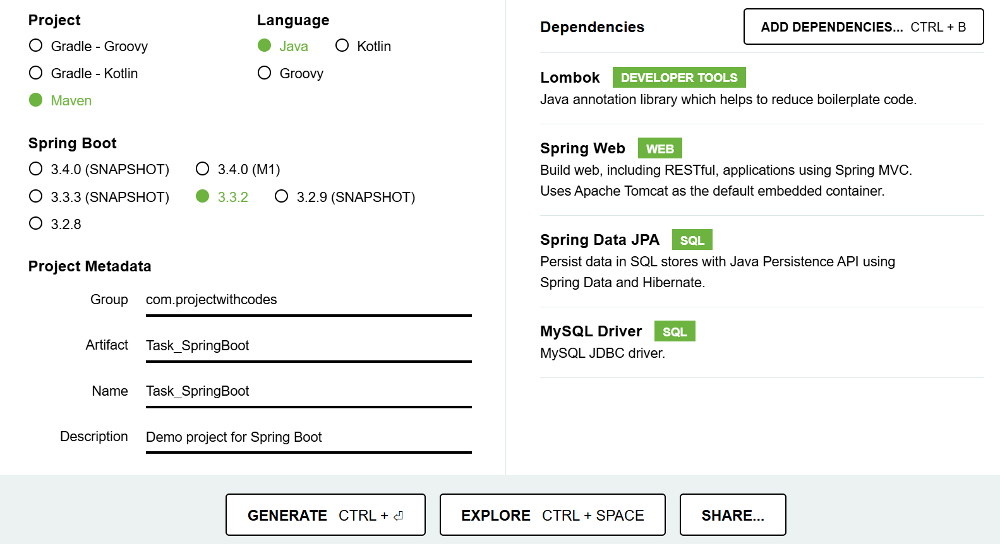 Project
Gradle - Groovy
Gradle - Kotlin
Maven
Language
Java Kotlin
Groovy
Spring Boot
3.4.0 (SNAPSHOT) 3.4.0 (M1)
3.3.3 (SNAPSHOT) 3.3.2 3.2.9 (SNAPSHOT)
3.2.8
Project Metadata
Group com.projectwithcodes
Artifact Task_SpringBoot
Name Task_SpringBoot
Description Demo project for Spring Boot
Dependencies ADD DEPENDENCIES... CTRL + B
Lombok DEVELOPER TOOLS
Java annotation library which helps to reduce boilerplate code.
Spring Web WEB
Build web, including RESTful, applications using Spring MVC.
Uses Apache Tomcat as the default embedded container.
Spring Data JPA SQL
Persist data in SQL stores with Java Persistence API using
Spring Data and Hibernate.
MySQL Driver SQL
MySQL JDBC driver.
GENERATE CTRL + ⏎ EXPLORE CTRL + SPACE SHARE...